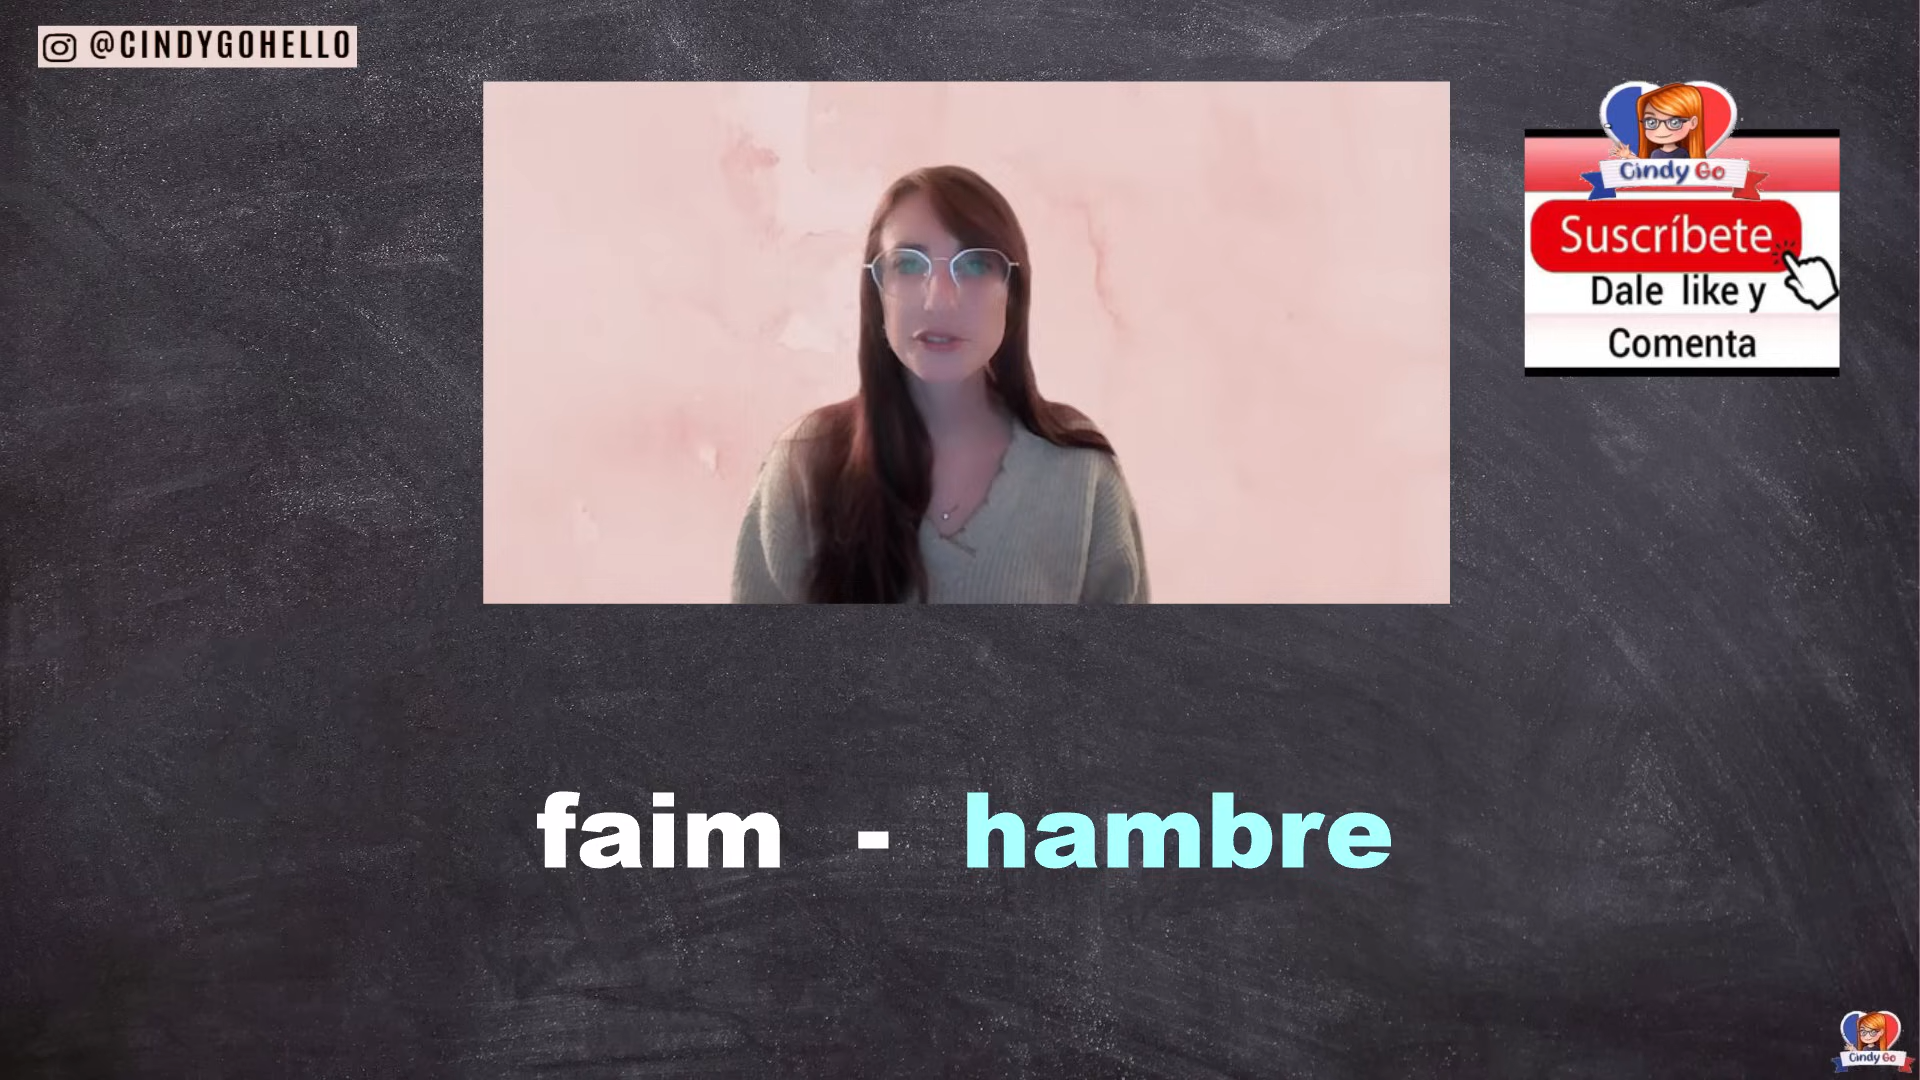 @CINDYGOHELLO
Cindy Go
Suscríbete
Dale like y
Comenta
faim - hambre
Cindy Go